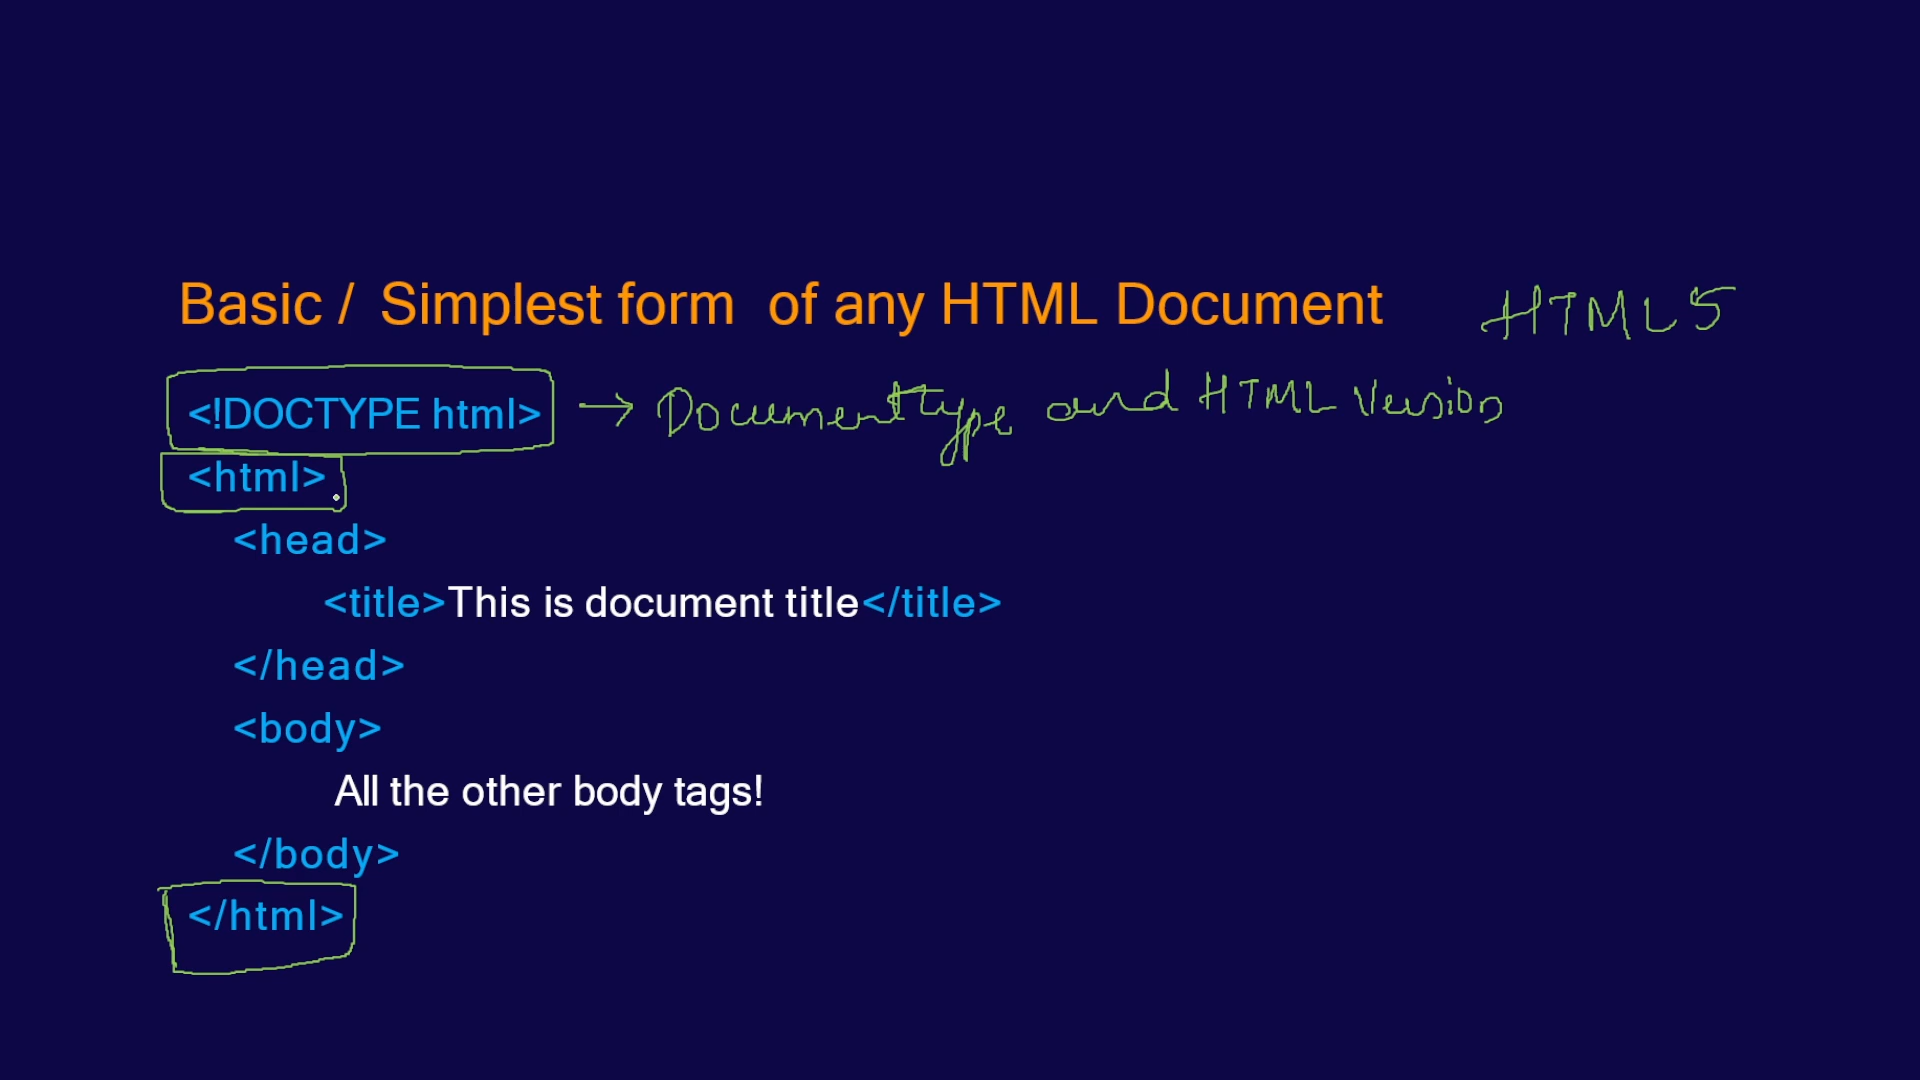 Basic / Simplest form of any HTML Document HTML5
<!DOCTYPE html> → Document type and HTML Version
<html>
<head>
<title>This is document title</title>
</head>
<body>
All the other body tags!
</body>
</html>